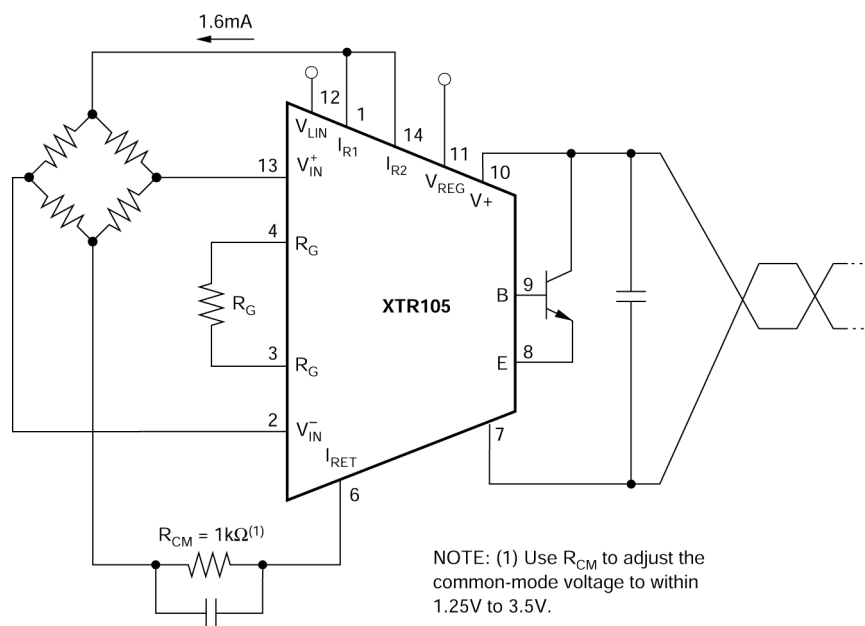 1.6mA
12
1
14
11
10
V_LIN
I_R1
I_R2
V_REG
V+
13
V⁺_IN
4
R_G
R_G
XTR105
B
9
E
8
3
R_G
2
V⁻_IN
7
I_RET
6
R_CM = 1kΩ(1)
NOTE: (1) Use R_CM to adjust the
common-mode voltage to within
1.25V to 3.5V.